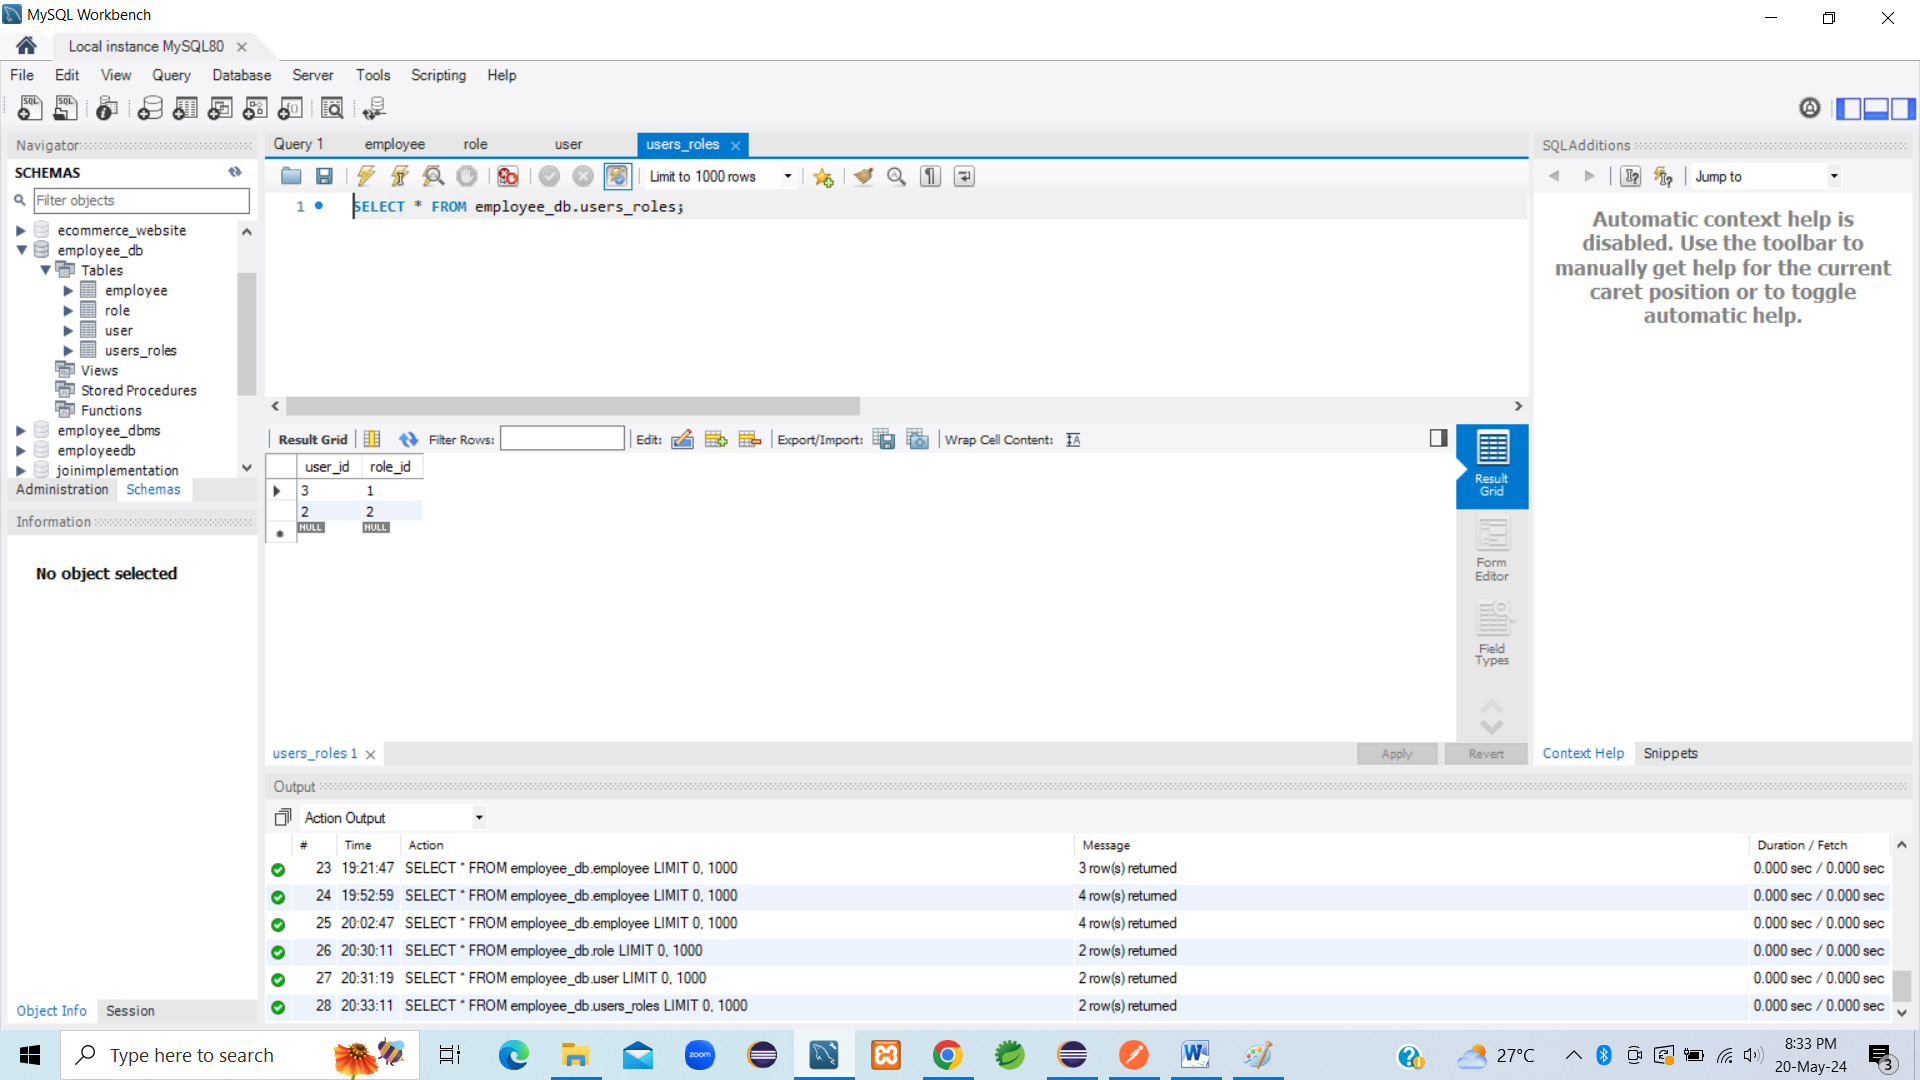 MySQL Workbench
Local instance MySQL80
File Edit View Query Database Server Tools Scripting Help
Navigator
SCHEMAS
Filter objects
ecommerce_website
employee_db
Tables
employee
role
user
users_roles
Views
Stored Procedures
Functions
employee_dbms
employeedb
joinimplementation
Administration Schemas
Information
No object selected
Object Info Session
Query 1 employee role user users_roles
Limit to 1000 rows
1 SELECT * FROM employee_db.users_roles;
Result Grid Filter Rows: Edit: Export/Import: Wrap Cell Content:
user_id role_id
3 1
2 2
NULL NULL
Result Grid
Form Editor
Field Types
users_roles 1
Apply Revert
SQLAdditions
Jump to
Automatic context help is
disabled. Use the toolbar to
manually get help for the current
caret position or to toggle
automatic help.
Context Help Snippets
Output
Action Output
# Time Action Message Duration / Fetch
23 19:21:47 SELECT * FROM employee_db.employee LIMIT 0, 1000 3 row(s) returned 0.000 sec / 0.000 sec
24 19:52:59 SELECT * FROM employee_db.employee LIMIT 0, 1000 4 row(s) returned 0.000 sec / 0.000 sec
25 20:02:47 SELECT * FROM employee_db.employee LIMIT 0, 1000 4 row(s) returned 0.000 sec / 0.000 sec
26 20:30:11 SELECT * FROM employee_db.role LIMIT 0, 1000 2 row(s) returned 0.000 sec / 0.000 sec
27 20:31:19 SELECT * FROM employee_db.user LIMIT 0, 1000 2 row(s) returned 0.000 sec / 0.000 sec
28 20:33:11 SELECT * FROM employee_db.users_roles LIMIT 0, 1000 2 row(s) returned 0.000 sec / 0.000 sec
Type here to search
zoom
27°C
8:33 PM
20-May-24
3